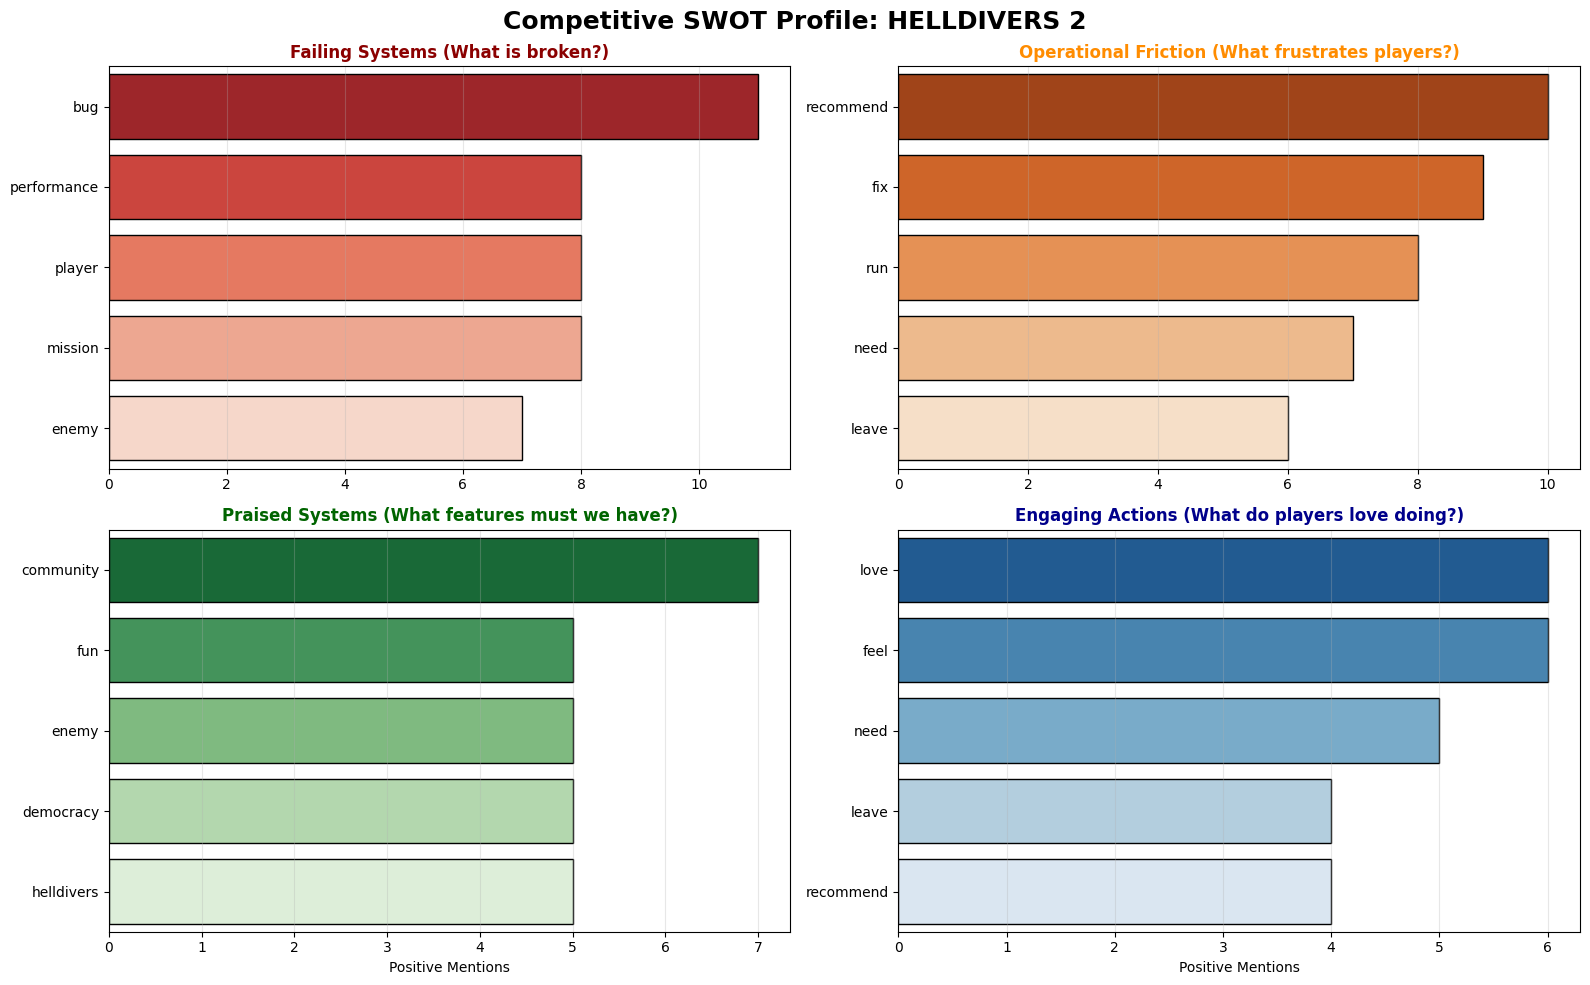 Competitive SWOT Profile: HELLDIVERS 2
Failing Systems (What is broken?)
bug
performance
player
mission
enemy
0 2 4 6 8 10
Operational Friction (What frustrates players?)
recommend
fix
run
need
leave
0 2 4 6 8 10
Praised Systems (What features must we have?)
community
fun
enemy
democracy
helldivers
0 1 2 3 4 5 6 7
Positive Mentions
Engaging Actions (What do players love doing?)
love
feel
need
leave
recommend
0 1 2 3 4 5 6
Positive Mentions